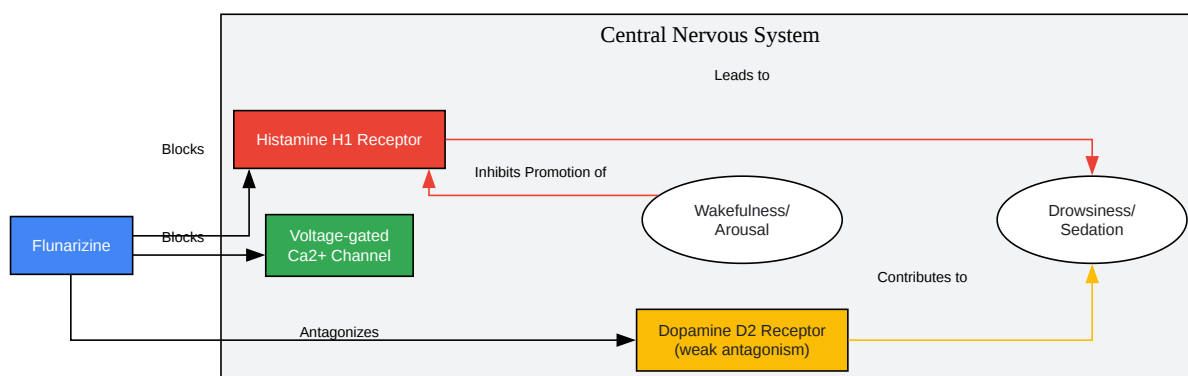 Central Nervous System
Leads to
Histamine H1 Receptor
Blocks
Inhibits Promotion of
Wakefulness/
Arousal
Drowsiness/
Sedation
Flunarizine
Blocks
Voltage-gated
Ca2+ Channel
Contributes to
Antagonizes
Dopamine D2 Receptor
(weak antagonism)